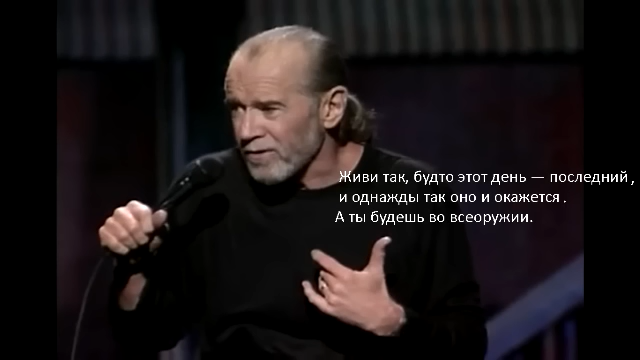 Живи так, будто этот день — последний,
и однажды так оно и окажется.
А ты будешь во всеоружии.